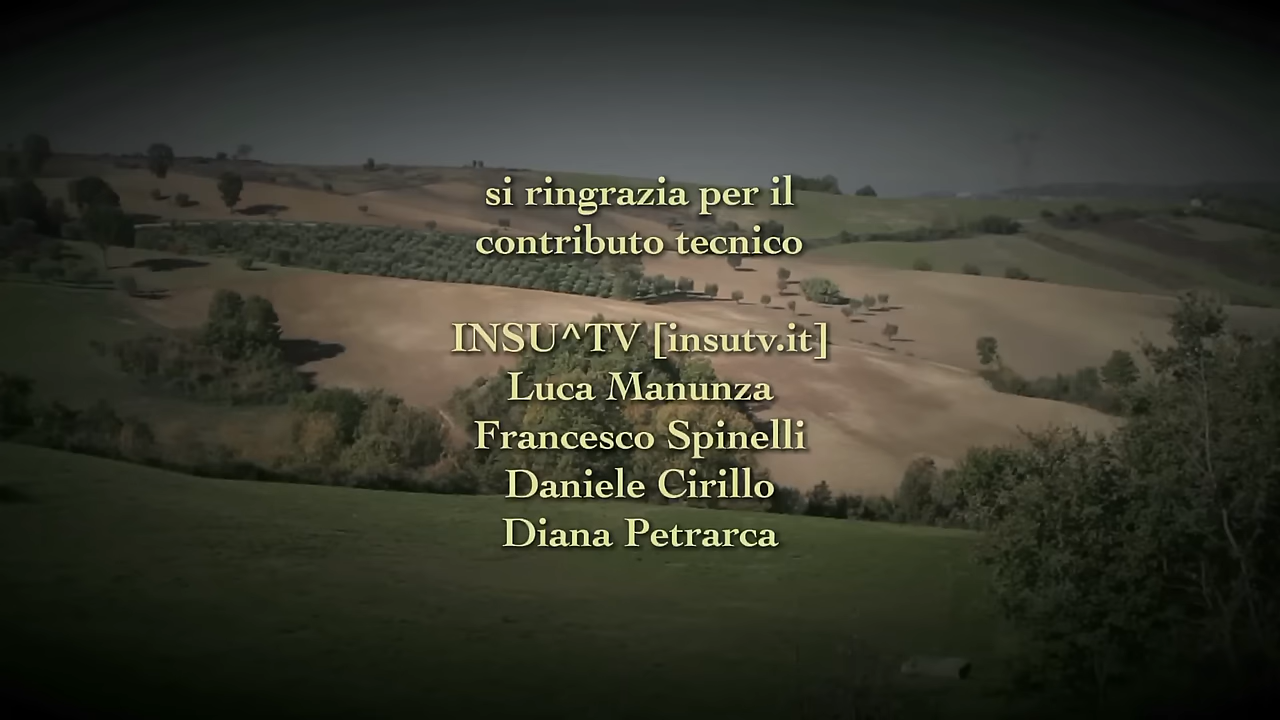 si ringrazia per il
contributo tecnico
INSU^TV [insutv.it]
Luca Manunza
Francesco Spinelli
Daniele Cirillo
Diana Petrarca